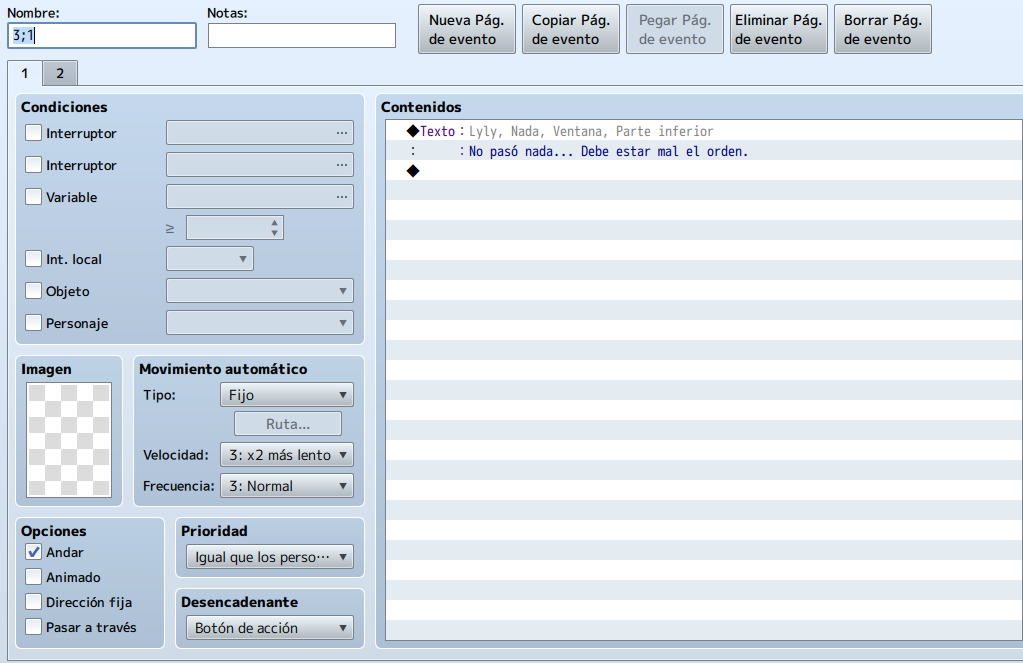 Nombre:
Notas:
3;1
Nueva Pág.
de evento
Copiar Pág.
de evento
Pegar Pág.
de evento
Eliminar Pág.
de evento
Borrar Pág.
de evento
1
2
Condiciones
Interruptor
...
Interruptor
...
Variable
...
≥
Int. local
Objeto
Personaje
Imagen
Movimiento automático
Tipo:
Fijo
Ruta...
Velocidad:
3: x2 más lento
Frecuencia:
3: Normal
Opciones
Andar
Animado
Dirección fija
Pasar a través
Prioridad
Igual que los perso···
Desencadenante
Botón de acción
Contenidos
◆Texto : Lyly, Nada, Ventana, Parte inferior
: : No pasó nada... Debe estar mal el orden.
◆